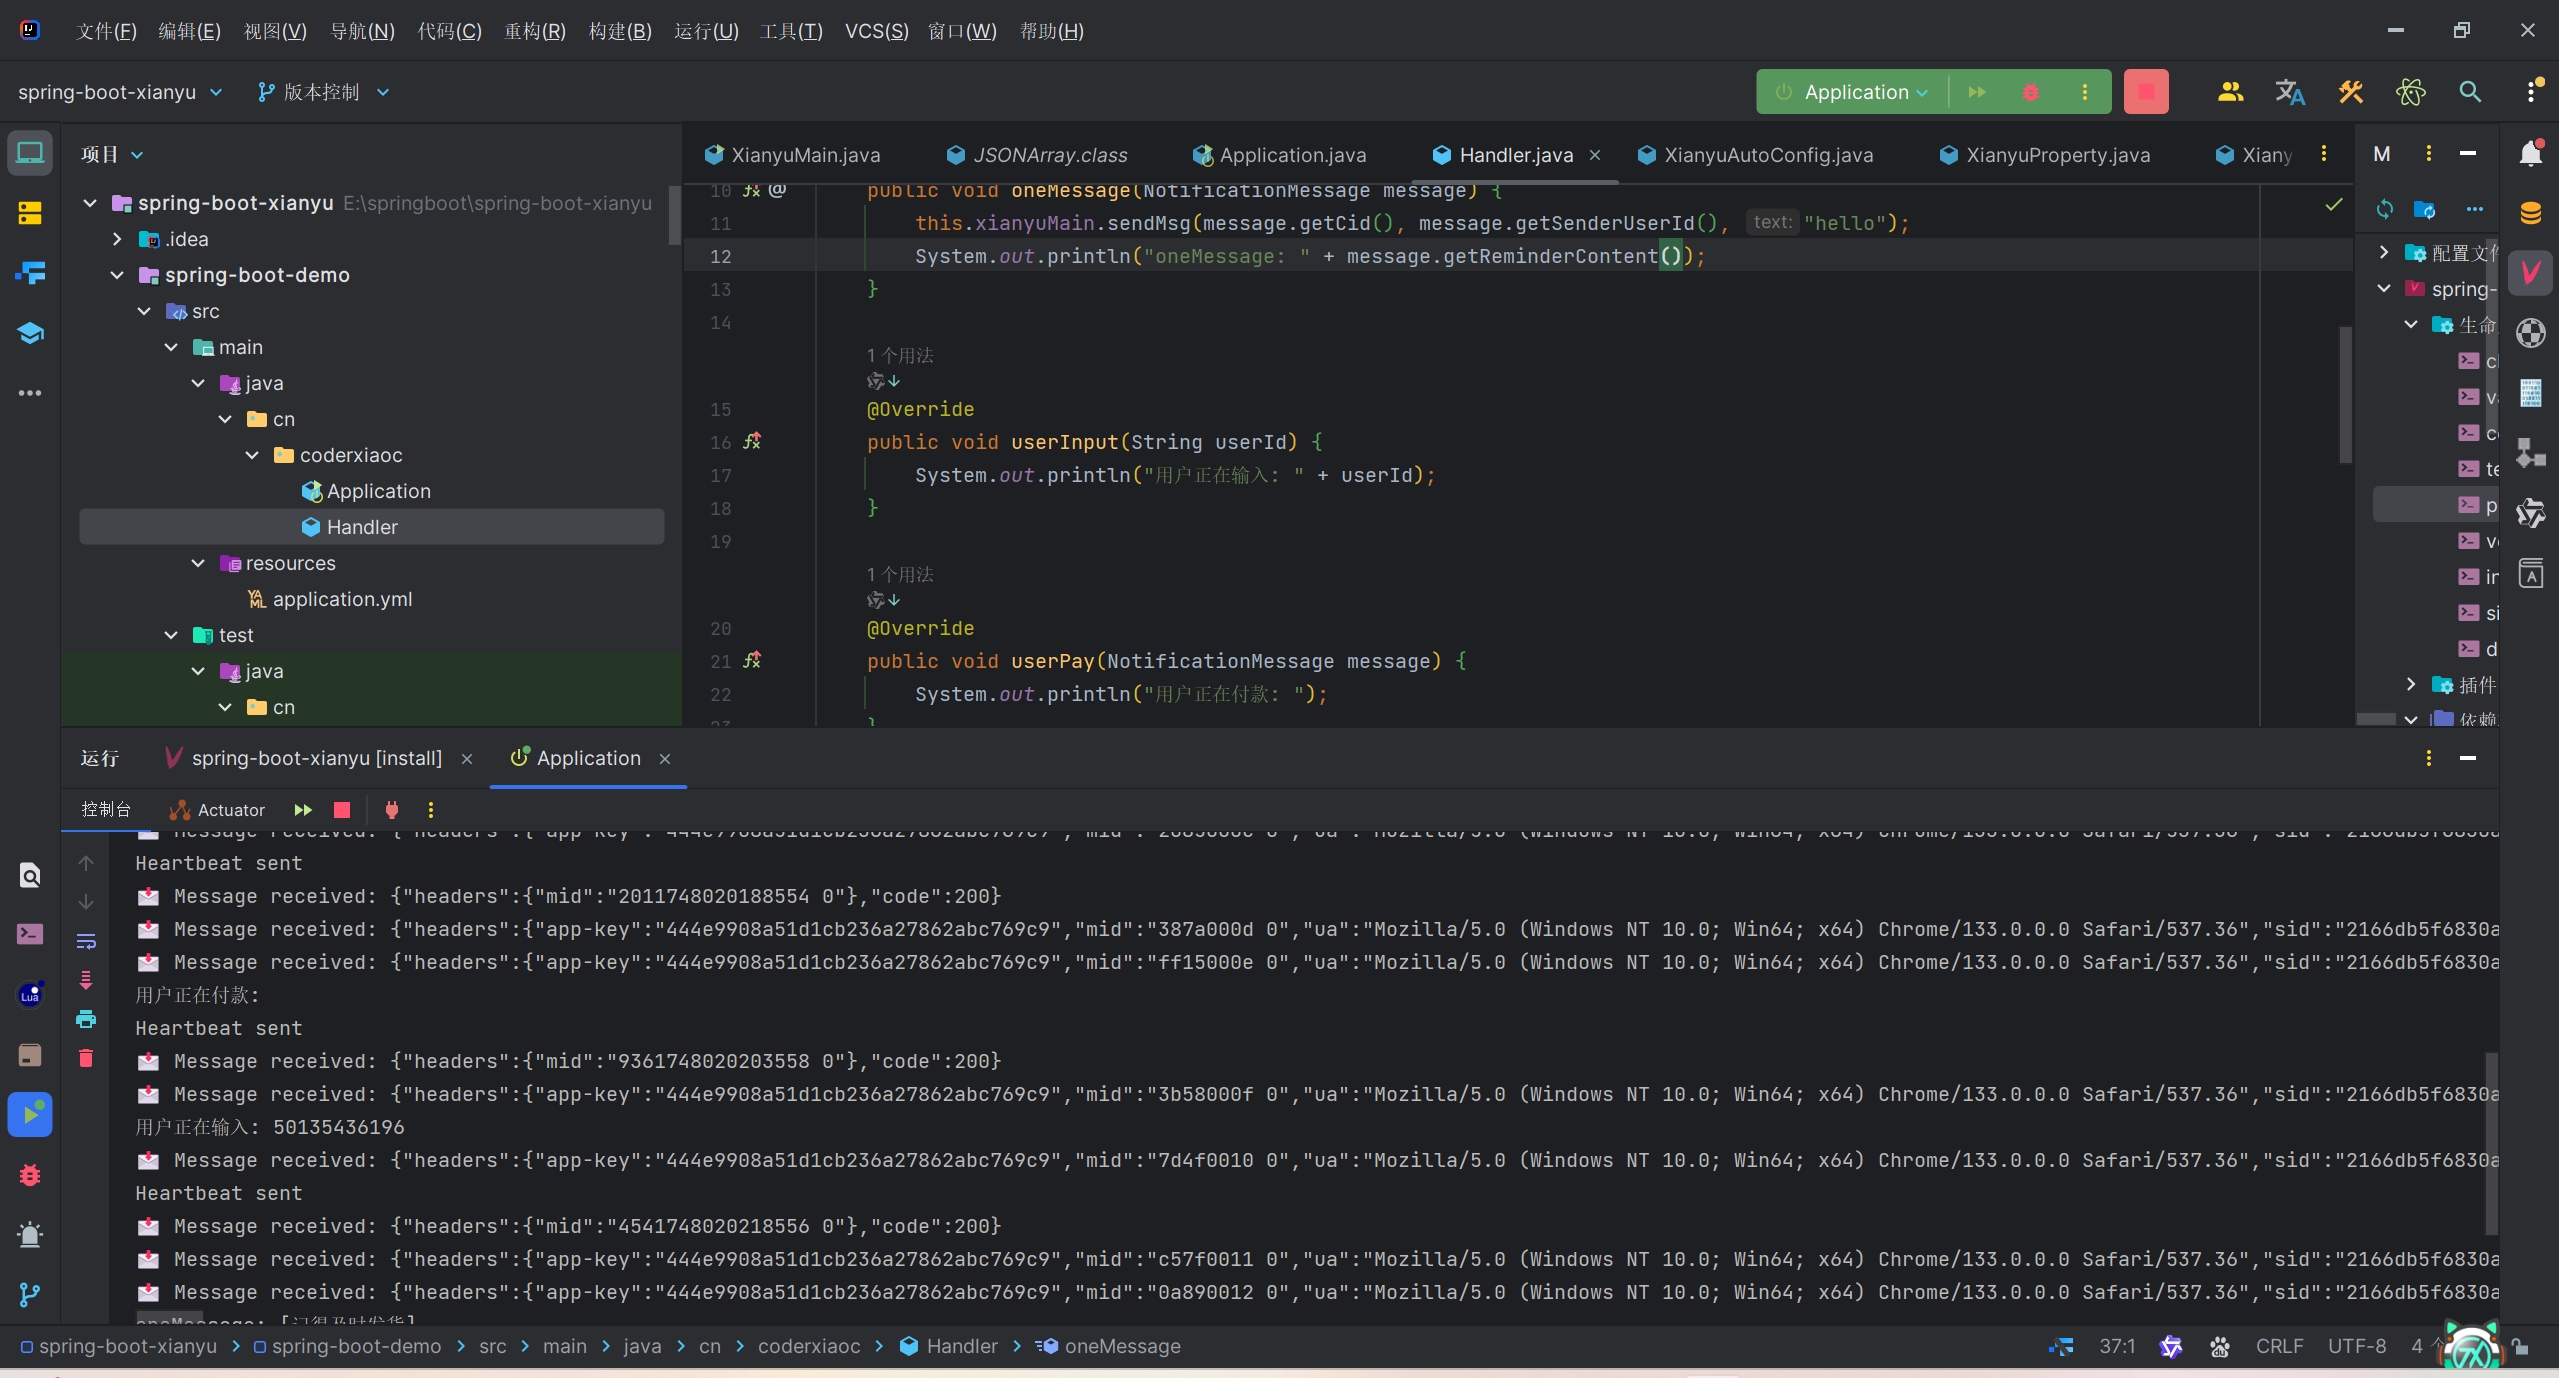 文件(F) 编辑(E) 视图(V) 导航(N) 代码(C) 重构(R) 构建(B) 运行(U) 工具(T) VCS(S) 窗口(W) 帮助(H)
spring-boot-xianyu 版本控制 Application
项目
spring-boot-xianyu E:\springboot\spring-boot-xianyu
.idea
spring-boot-demo
src
main
java
cn
coderxiaoc
Application
Handler
resources
application.yml
test
java
cn
XianyuMain.java JSONArray.class Application.java Handler.java XianyuAutoConfig.java XianyuProperty.java Xiany
10 public void oneMessage(NotificationMessage message) {
11 this.xianyuMain.sendMsg(message.getCid(), message.getSenderUserId(), text: "hello");
12 System.out.println("oneMessage: " + message.getReminderContent());
13 }
14
1 个用法
15 @Override
16 public void userInput(String userId) {
17 System.out.println("用户正在输入: " + userId);
18 }
19
1 个用法
20 @Override
21 public void userPay(NotificationMessage message) {
22 System.out.println("用户正在付款: ");
23 }
M
配置文件
spring-
生命
c
va
co
te
p
ve
in
si
d
插件
依赖
运行 spring-boot-xianyu [install] Application
控制台 Actuator
Heartbeat sent
Message received: {"headers":{"mid":"2011748020188554 0"},"code":200}
Message received: {"headers":{"app-key":"444e9908a51d1cb236a27862abc769c9","mid":"387a000d 0","ua":"Mozilla/5.0 (Windows NT 10.0; Win64; x64) Chrome/133.0.0.0 Safari/537.36","sid":"2166db5f6830a
Message received: {"headers":{"app-key":"444e9908a51d1cb236a27862abc769c9","mid":"ff15000e 0","ua":"Mozilla/5.0 (Windows NT 10.0; Win64; x64) Chrome/133.0.0.0 Safari/537.36","sid":"2166db5f6830a
用户正在付款:
Heartbeat sent
Message received: {"headers":{"mid":"9361748020203558 0"},"code":200}
Message received: {"headers":{"app-key":"444e9908a51d1cb236a27862abc769c9","mid":"3b58000f 0","ua":"Mozilla/5.0 (Windows NT 10.0; Win64; x64) Chrome/133.0.0.0 Safari/537.36","sid":"2166db5f6830a
用户正在输入: 50135436196
Message received: {"headers":{"app-key":"444e9908a51d1cb236a27862abc769c9","mid":"7d4f0010 0","ua":"Mozilla/5.0 (Windows NT 10.0; Win64; x64) Chrome/133.0.0.0 Safari/537.36","sid":"2166db5f6830a
Heartbeat sent
Message received: {"headers":{"mid":"4541748020218556 0"},"code":200}
Message received: {"headers":{"app-key":"444e9908a51d1cb236a27862abc769c9","mid":"c57f0011 0","ua":"Mozilla/5.0 (Windows NT 10.0; Win64; x64) Chrome/133.0.0.0 Safari/537.36","sid":"2166db5f6830a
Message received: {"headers":{"app-key":"444e9908a51d1cb236a27862abc769c9","mid":"0a890012 0","ua":"Mozilla/5.0 (Windows NT 10.0; Win64; x64) Chrome/133.0.0.0 Safari/537.36","sid":"2166db5f6830a
oneMessage: [记得及时发货]
spring-boot-xianyu spring-boot-demo src main java cn coderxiaoc Handler oneMessage 37:1 CRLF UTF-8 4